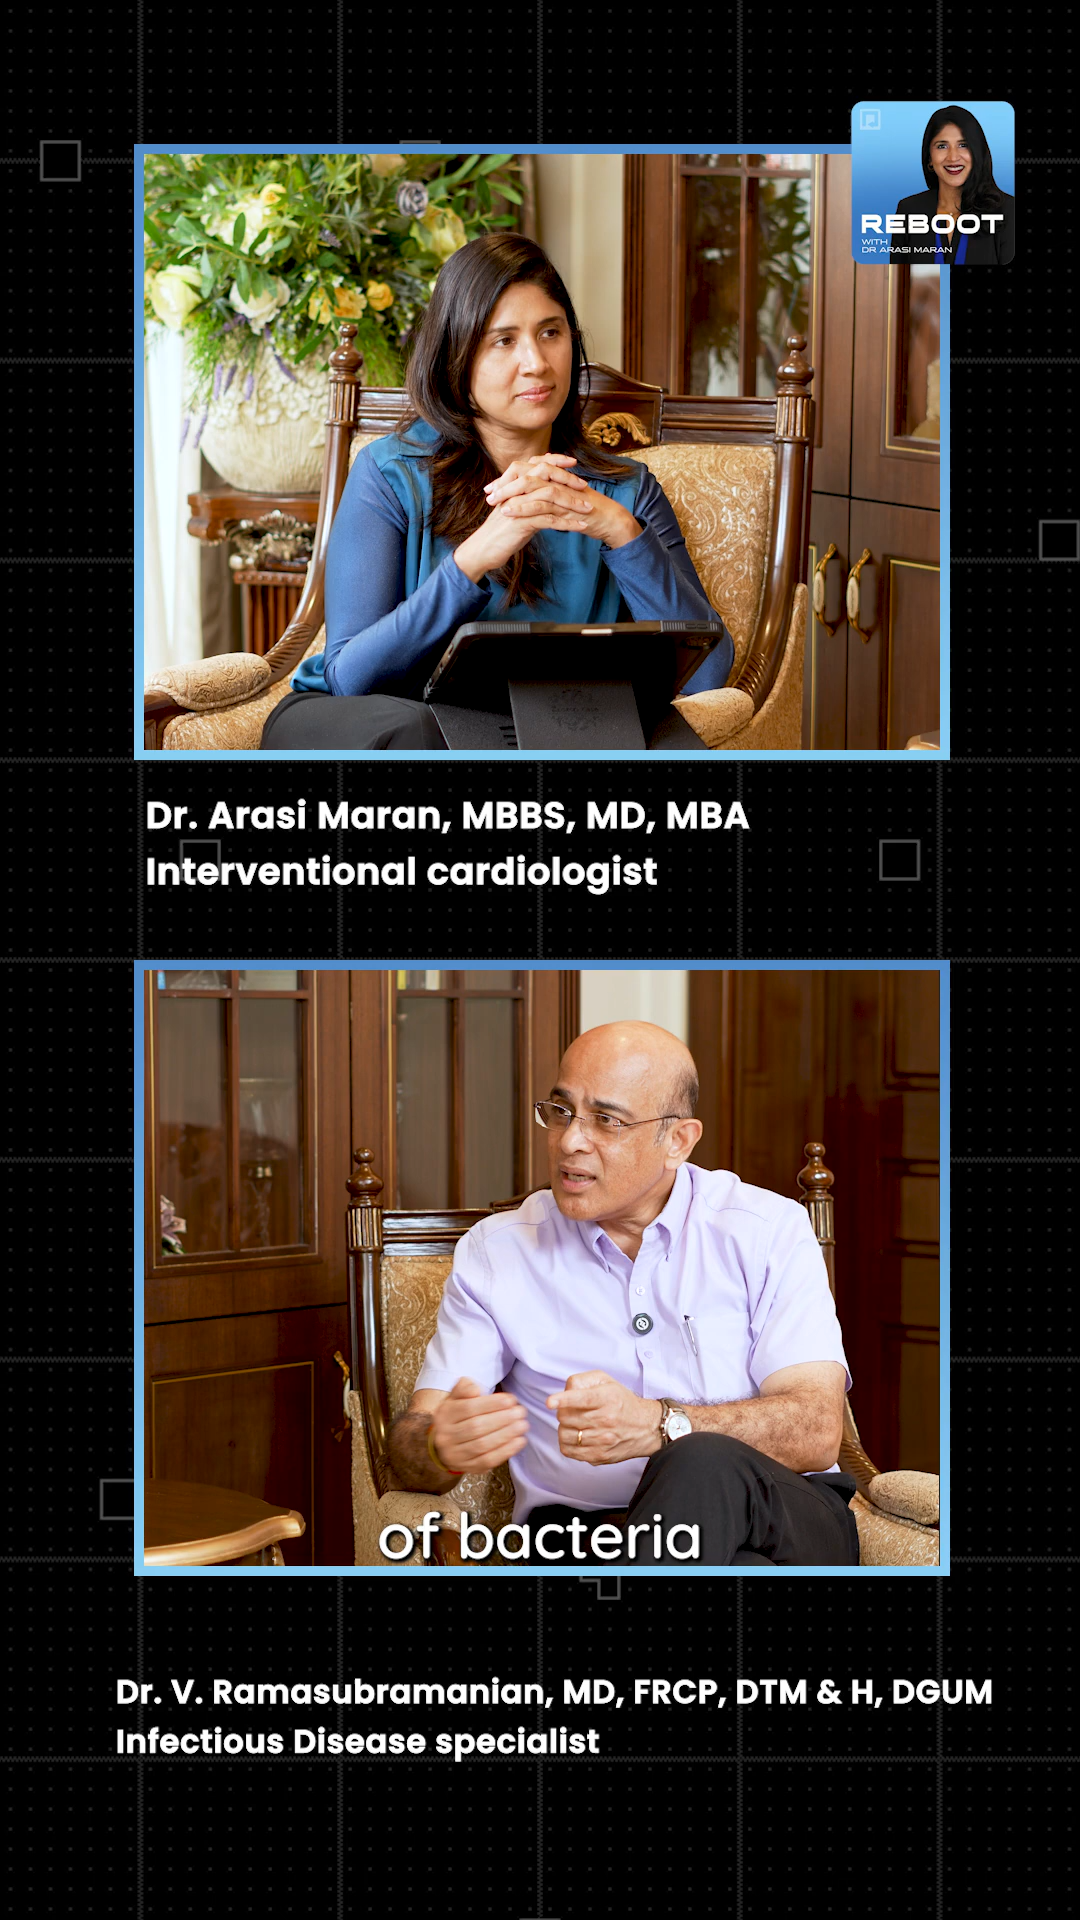 REBOOT
WITH
DR ARASI MARAN
Dr. Arasi Maran, MBBS, MD, MBA
Interventional cardiologist
of bacteria
Dr. V. Ramasubramanian, MD, FRCP, DTM & H, DGUM
Infectious Disease specialist